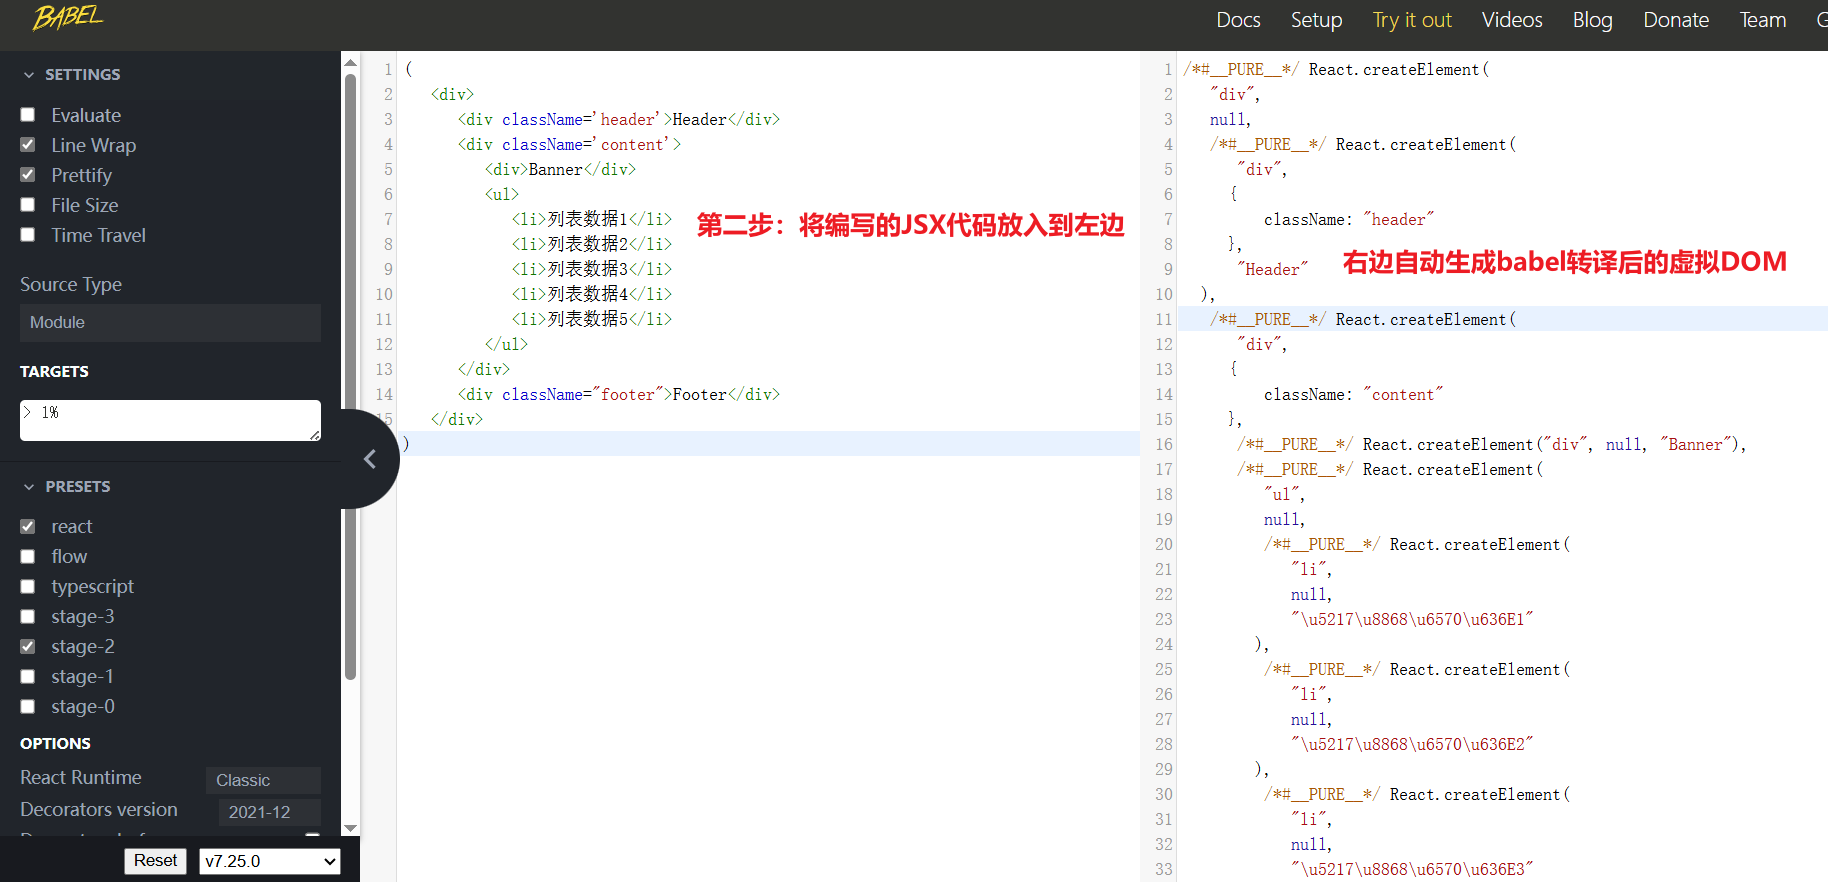 BABEL
Docs Setup Try it out Videos Blog Donate Team
SETTINGS
Evaluate
Line Wrap
Prettify
File Size
Time Travel
Source Type
Module
TARGETS
> 1%
PRESETS
react
flow
typescript
stage-3
stage-2
stage-1
stage-0
OPTIONS
React Runtime Classic
Decorators version 2021-12
Reset v7.25.0
1 (
2 <div>
3 <div className='header'>Header</div>
4 <div className='content'>
5 <div>Banner</div>
6 <ul>
7 <li>列表数据1</li>
8 <li>列表数据2</li>
9 <li>列表数据3</li>
10 <li>列表数据4</li>
11 <li>列表数据5</li>
12 </ul>
13 </div>
14 <div className="footer">Footer</div>
15 </div>
)
第二步：将编写的JSX代码放入到左边
1 /*#__PURE__*/ React.createElement(
2 "div",
3 null,
4 /*#__PURE__*/ React.createElement(
5 "div",
6 {
7 className: "header"
8 },
9 "Header"
10 ),
11 /*#__PURE__*/ React.createElement(
12 "div",
13 {
14 className: "content"
15 },
16 /*#__PURE__*/ React.createElement("div", null, "Banner"),
17 /*#__PURE__*/ React.createElement(
18 "ul",
19 null,
20 /*#__PURE__*/ React.createElement(
21 "li",
22 null,
23 "\u5217\u8868\u6570\u636E1"
24 ),
25 /*#__PURE__*/ React.createElement(
26 "li",
27 null,
28 "\u5217\u8868\u6570\u636E2"
29 ),
30 /*#__PURE__*/ React.createElement(
31 "li",
32 null,
33 "\u5217\u8868\u6570\u636E3"
右边自动生成babel转译后的虚拟DOM